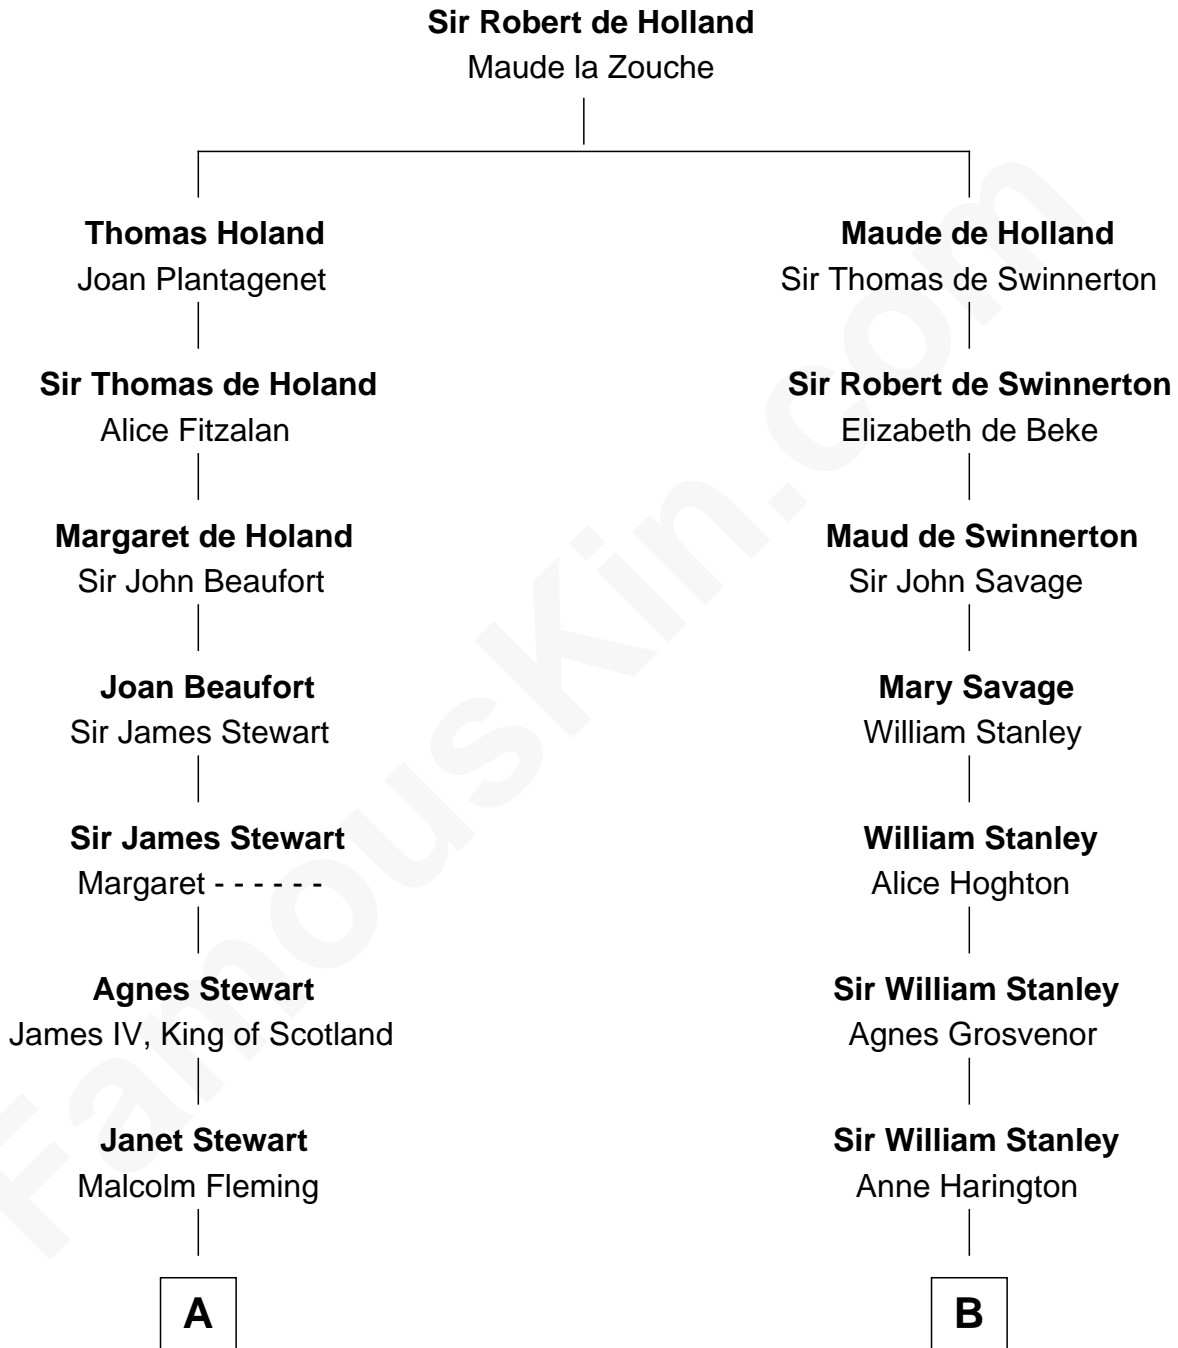 Sir Robert de Holland
Maude la Zouche
Thomas Holand
Joan Plantagenet
Sir Thomas de Holand
Alice Fitzalan
Margaret de Holand
Sir John Beaufort
Joan Beaufort
Sir James Stewart
Sir James Stewart
Margaret - - - - - -
Agnes Stewart
James IV, King of Scotland
Janet Stewart
Malcolm Fleming
A
Maude de Holland
Sir Thomas de Swinnerton
Sir Robert de Swinnerton
Elizabeth de Beke
Maud de Swinnerton
Sir John Savage
Mary Savage
William Stanley
William Stanley
Alice Hoghton
Sir William Stanley
Agnes Grosvenor
Sir William Stanley
Anne Harington
B
FamousKin.com